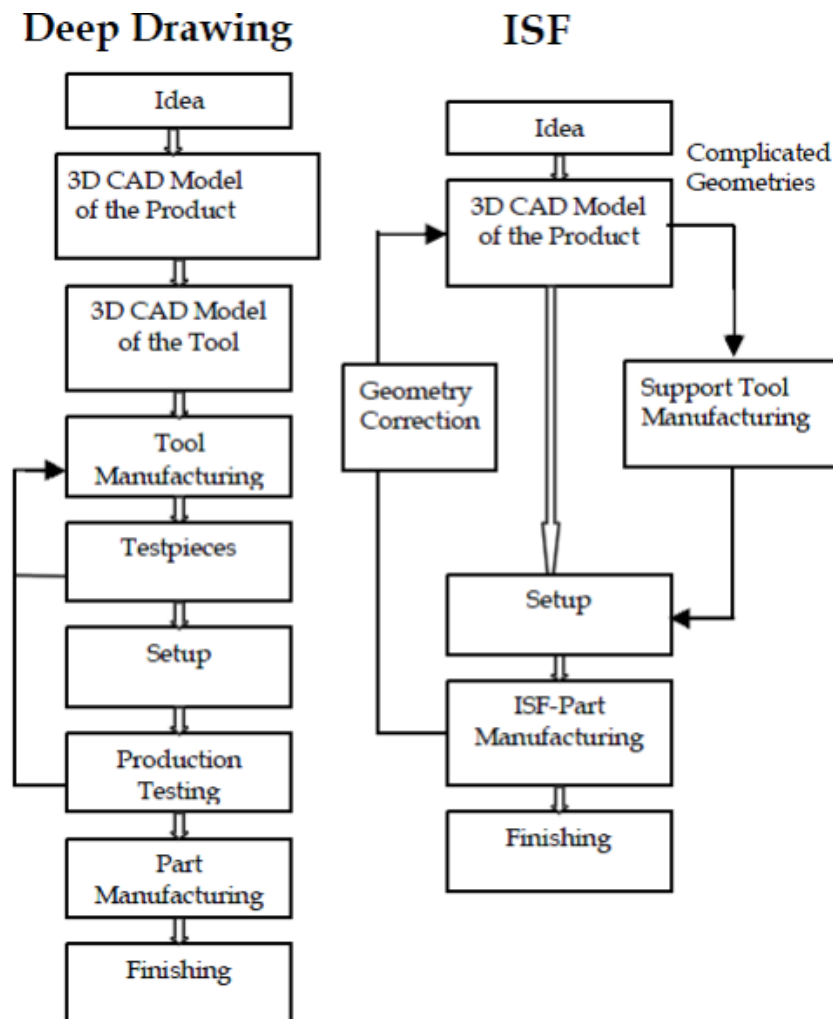 Deep Drawing
Idea
3D CAD Model
of the Product
3D CAD Model
of the Tool
Tool
Manufacturing
Testpieces
Setup
Production
Testing
Part
Manufacturing
Finishing
ISF
Idea
Complicated
Geometries
3D CAD Model
of the Product
Geometry
Correction
Support Tool
Manufacturing
Setup
ISF-Part
Manufacturing
Finishing